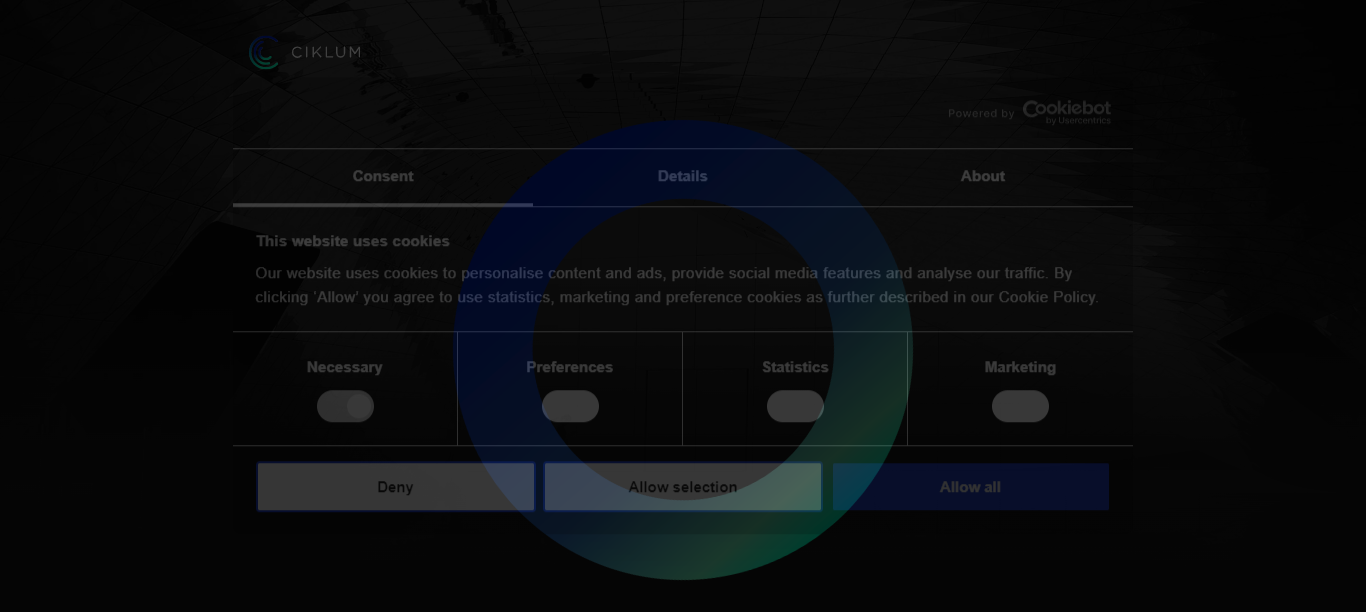 CIKLUM
Powered by Cookiebot
by Usercentrics
Consent Details About
This website uses cookies
Our website uses cookies to personalise content and ads, provide social media features and analyse our traffic. By
clicking 'Allow' you agree to use statistics, marketing and preference cookies as further described in our Cookie Policy.
Necessary Preferences Statistics Marketing
Deny Allow selection Allow all